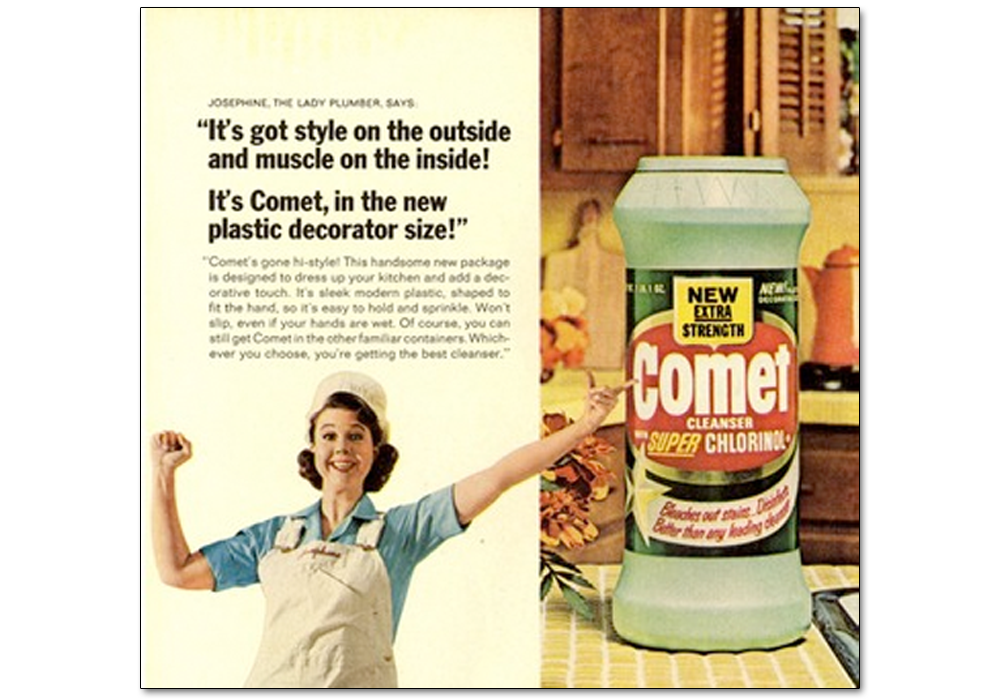 JOSEPHINE, THE LADY PLUMBER, SAYS:
“It’s got style on the outside
and muscle on the inside!
It’s Comet, in the new
plastic decorator size!”
“Comet’s gone hi-style! This handsome new package
is designed to dress up your kitchen and add a dec-
orative touch. It’s sleek modern plastic, shaped to
fit the hand, so it’s easy to hold and sprinkle. Won’t
slip, even if your hands are wet. Of course, you can
still get Comet in the other familiar containers. Which-
ever you choose, you’re getting the best cleanser.”
Josephine
NEW
EXTRA
STRENGTH
NEW!
Comet
CLEANSER
WITH SUPER CHLORINOL
Bleaches out stains...Disinfects
Better than any leading cleanser